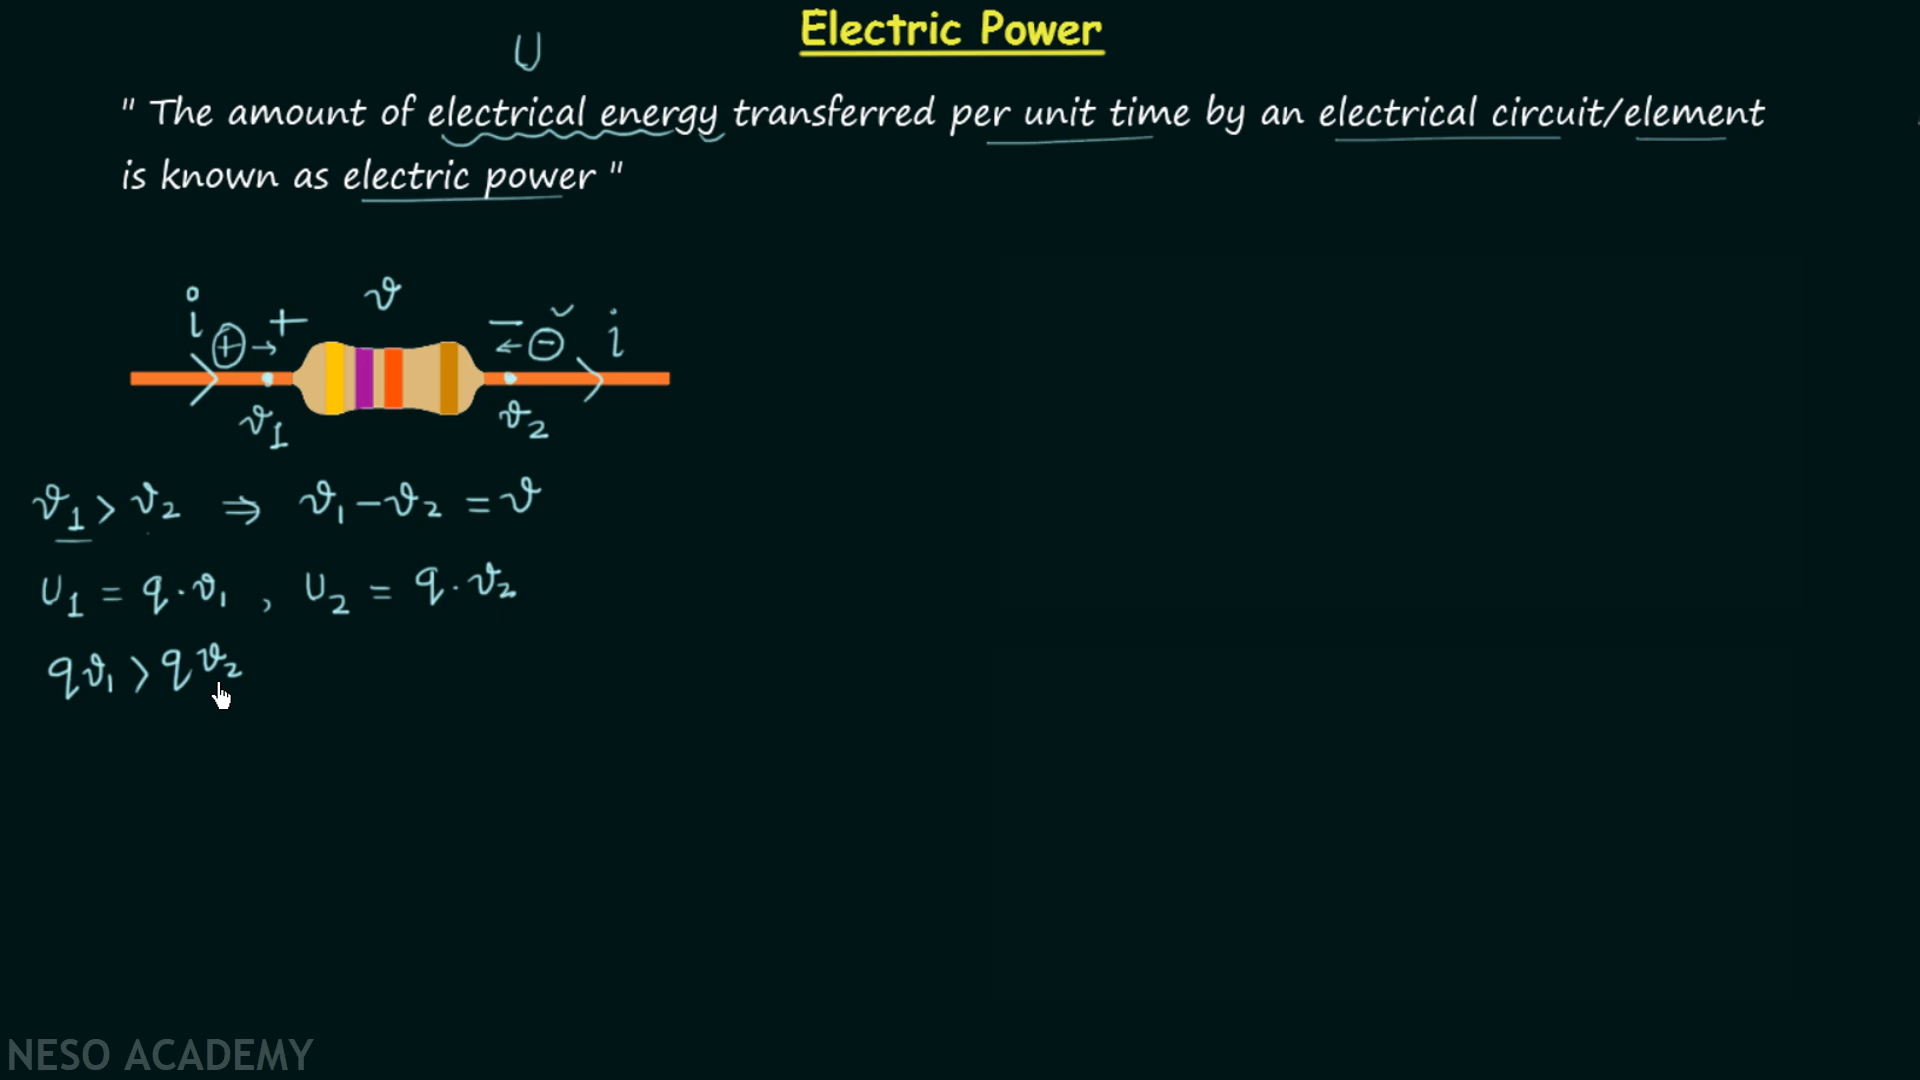 Electric Power
U
" The amount of electrical energy transferred per unit time by an electrical circuit/element
is known as electric power "
i ⊕ → + v − ← ⊖ i
v₁ v₂
v₁ > v₂ ⇒ v₁ − v₂ = v
U₁ = q · v₁ , U₂ = q · v₂
qv₁ > qv₂
NESO ACADEMY